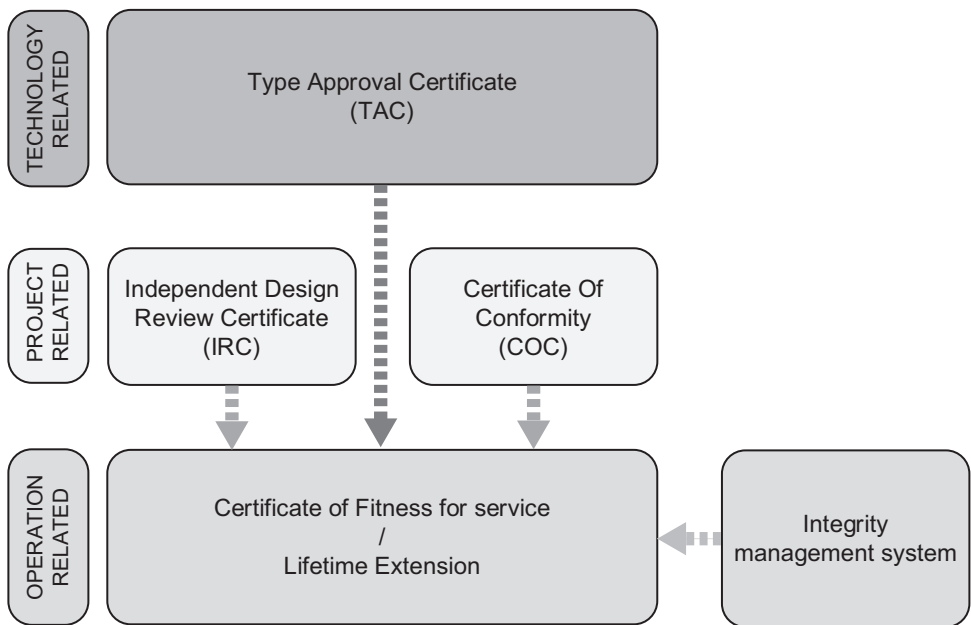 TECHNOLOGY
RELATED
Type Approval Certificate
(TAC)
PROJECT
RELATED
Independent Design
Review Certificate
(IRC)
Certificate Of
Conformity
(COC)
OPERATION
RELATED
Certificate of Fitness for service
/
Lifetime Extension
Integrity
management system